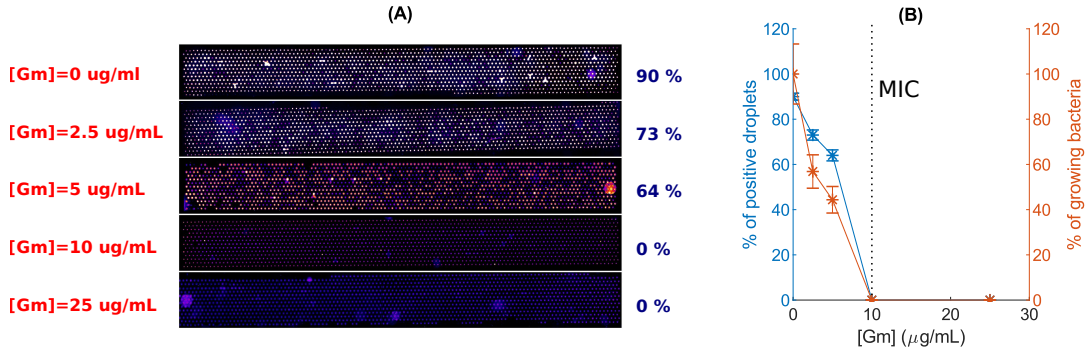 (A)
[Gm]=0 ug/ml
90 %
[Gm]=2.5 ug/mL
73 %
[Gm]=5 ug/mL
64 %
[Gm]=10 ug/mL
0 %
[Gm]=25 ug/mL
0 %
(B)
120
100
80
60
40
20
0
% of positive droplets
MIC
120
100
80
60
40
20
0
% of growing bacteria
0 10 20 30
[Gm] (μg/mL)